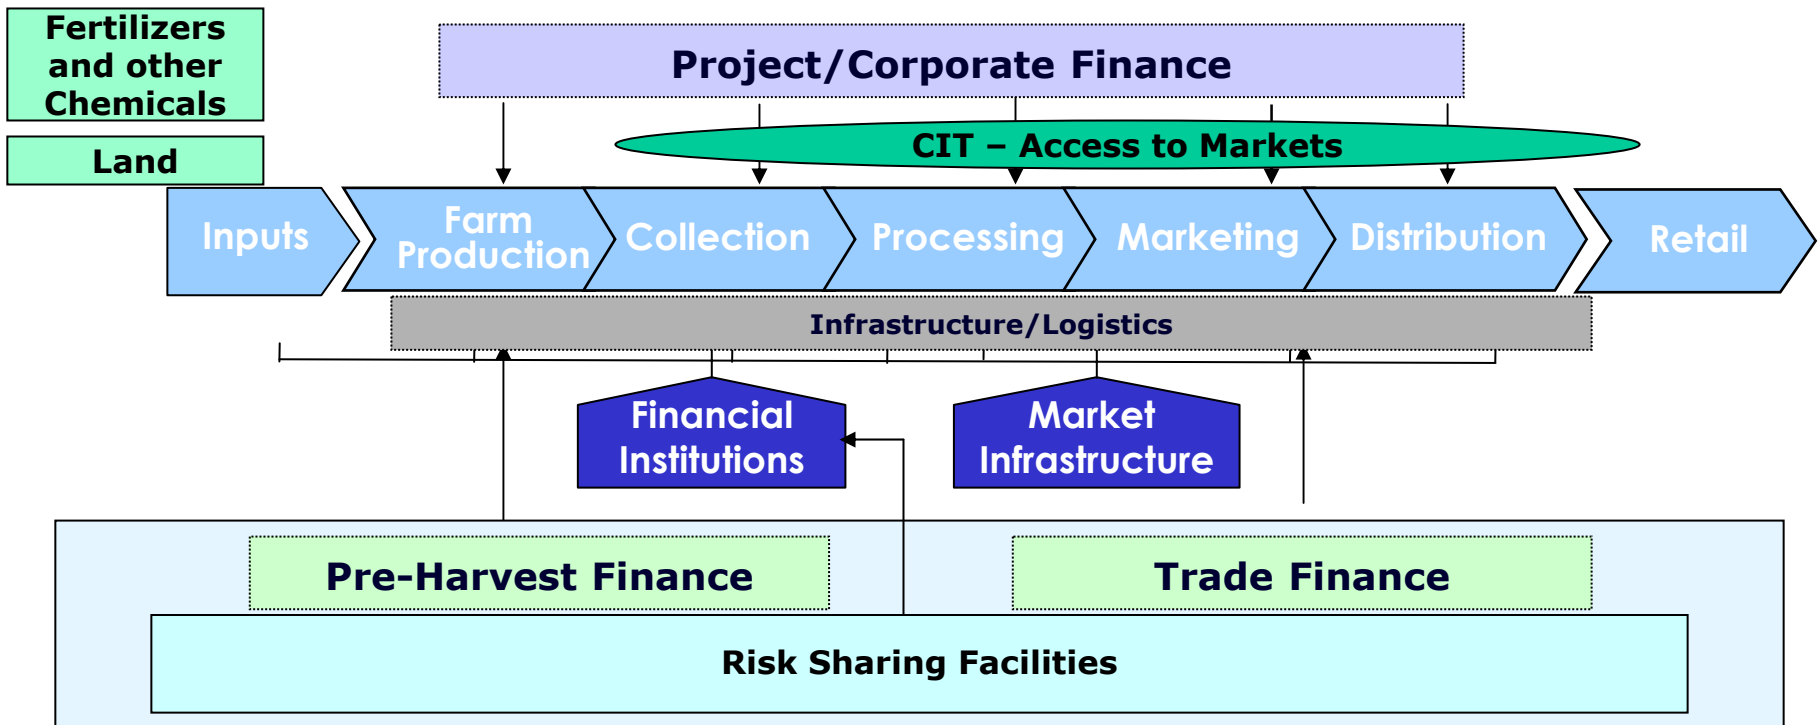 Fertilizers
and other
Chemicals
Project/Corporate Finance
CIT – Access to Markets
Land
Inputs
Farm
Production
Collection
Processing
Marketing
Distribution
Retail
Infrastructure/Logistics
Financial
Institutions
Market
Infrastructure
Pre-Harvest Finance
Trade Finance
Risk Sharing Facilities